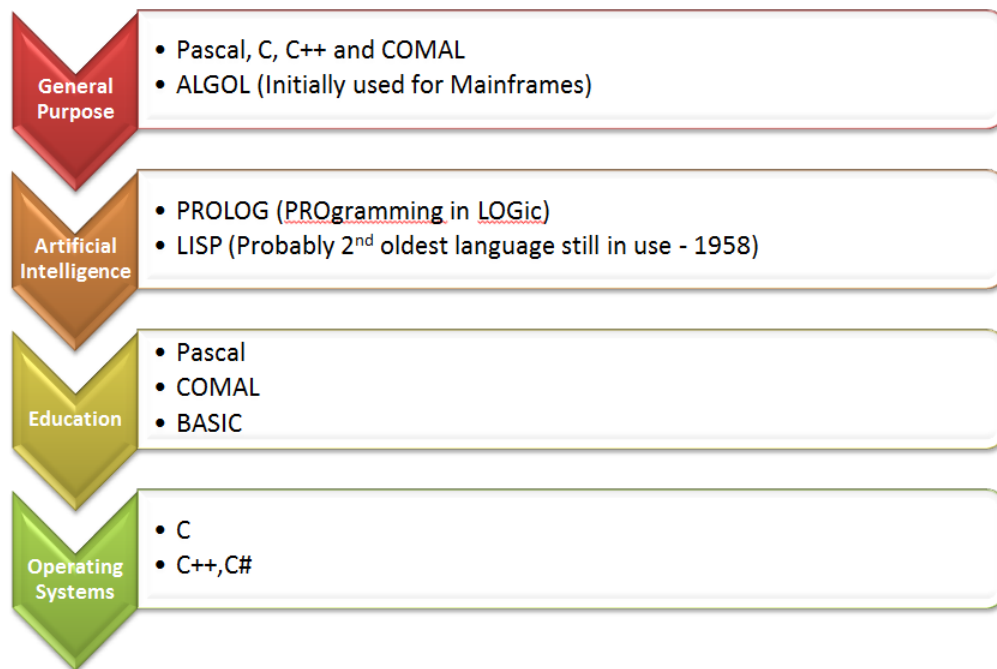 General
Purpose
• Pascal, C, C++ and COMAL
• ALGOL (Initially used for Mainframes)
Artificial
Intelligence
• PROLOG (PROgramming in LOGic)
• LISP (Probably 2nd oldest language still in use - 1958)
Education
• Pascal
• COMAL
• BASIC
Operating
Systems
• C
• C++,C#